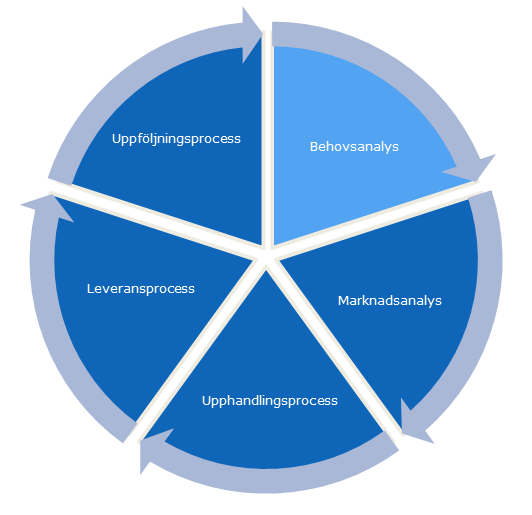 Uppföljningsprocess
Behovsanalys
Leveransprocess
Marknadsanalys
Upphandlingsprocess